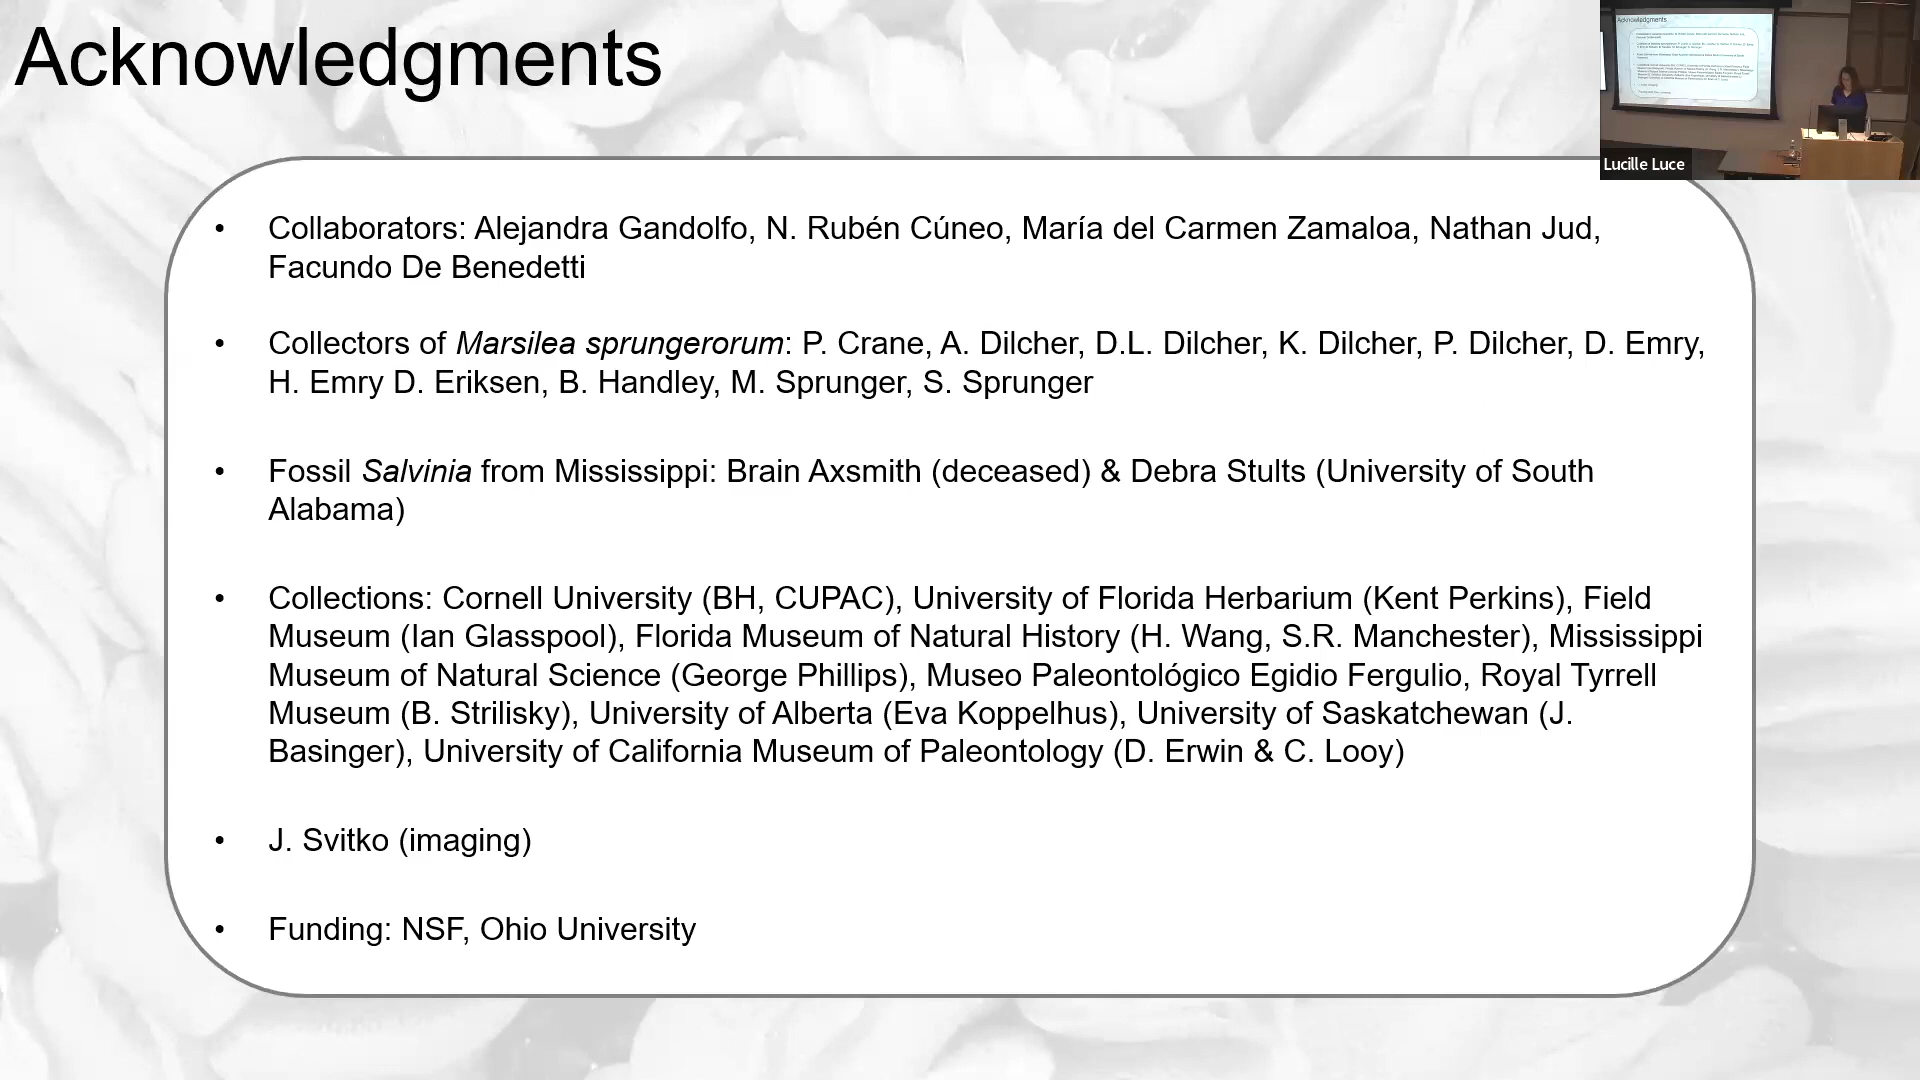 Acknowledgments
Acknowledgments
Lucille Luce
• Collaborators: Alejandra Gandolfo, N. Rubén Cúneo, María del Carmen Zamaloa, Nathan Jud,
Facundo De Benedetti
• Collectors of Marsilea sprungerorum: P. Crane, A. Dilcher, D.L. Dilcher, K. Dilcher, P. Dilcher, D. Emry,
H. Emry D. Eriksen, B. Handley, M. Sprunger, S. Sprunger
• Fossil Salvinia from Mississippi: Brain Axsmith (deceased) & Debra Stults (University of South
Alabama)
• Collections: Cornell University (BH, CUPAC), University of Florida Herbarium (Kent Perkins), Field
Museum (Ian Glasspool), Florida Museum of Natural History (H. Wang, S.R. Manchester), Mississippi
Museum of Natural Science (George Phillips), Museo Paleontológico Egidio Fergulio, Royal Tyrrell
Museum (B. Strilisky), University of Alberta (Eva Koppelhus), University of Saskatchewan (J.
Basinger), University of California Museum of Paleontology (D. Erwin & C. Looy)
• J. Svitko (imaging)
• Funding: NSF, Ohio University